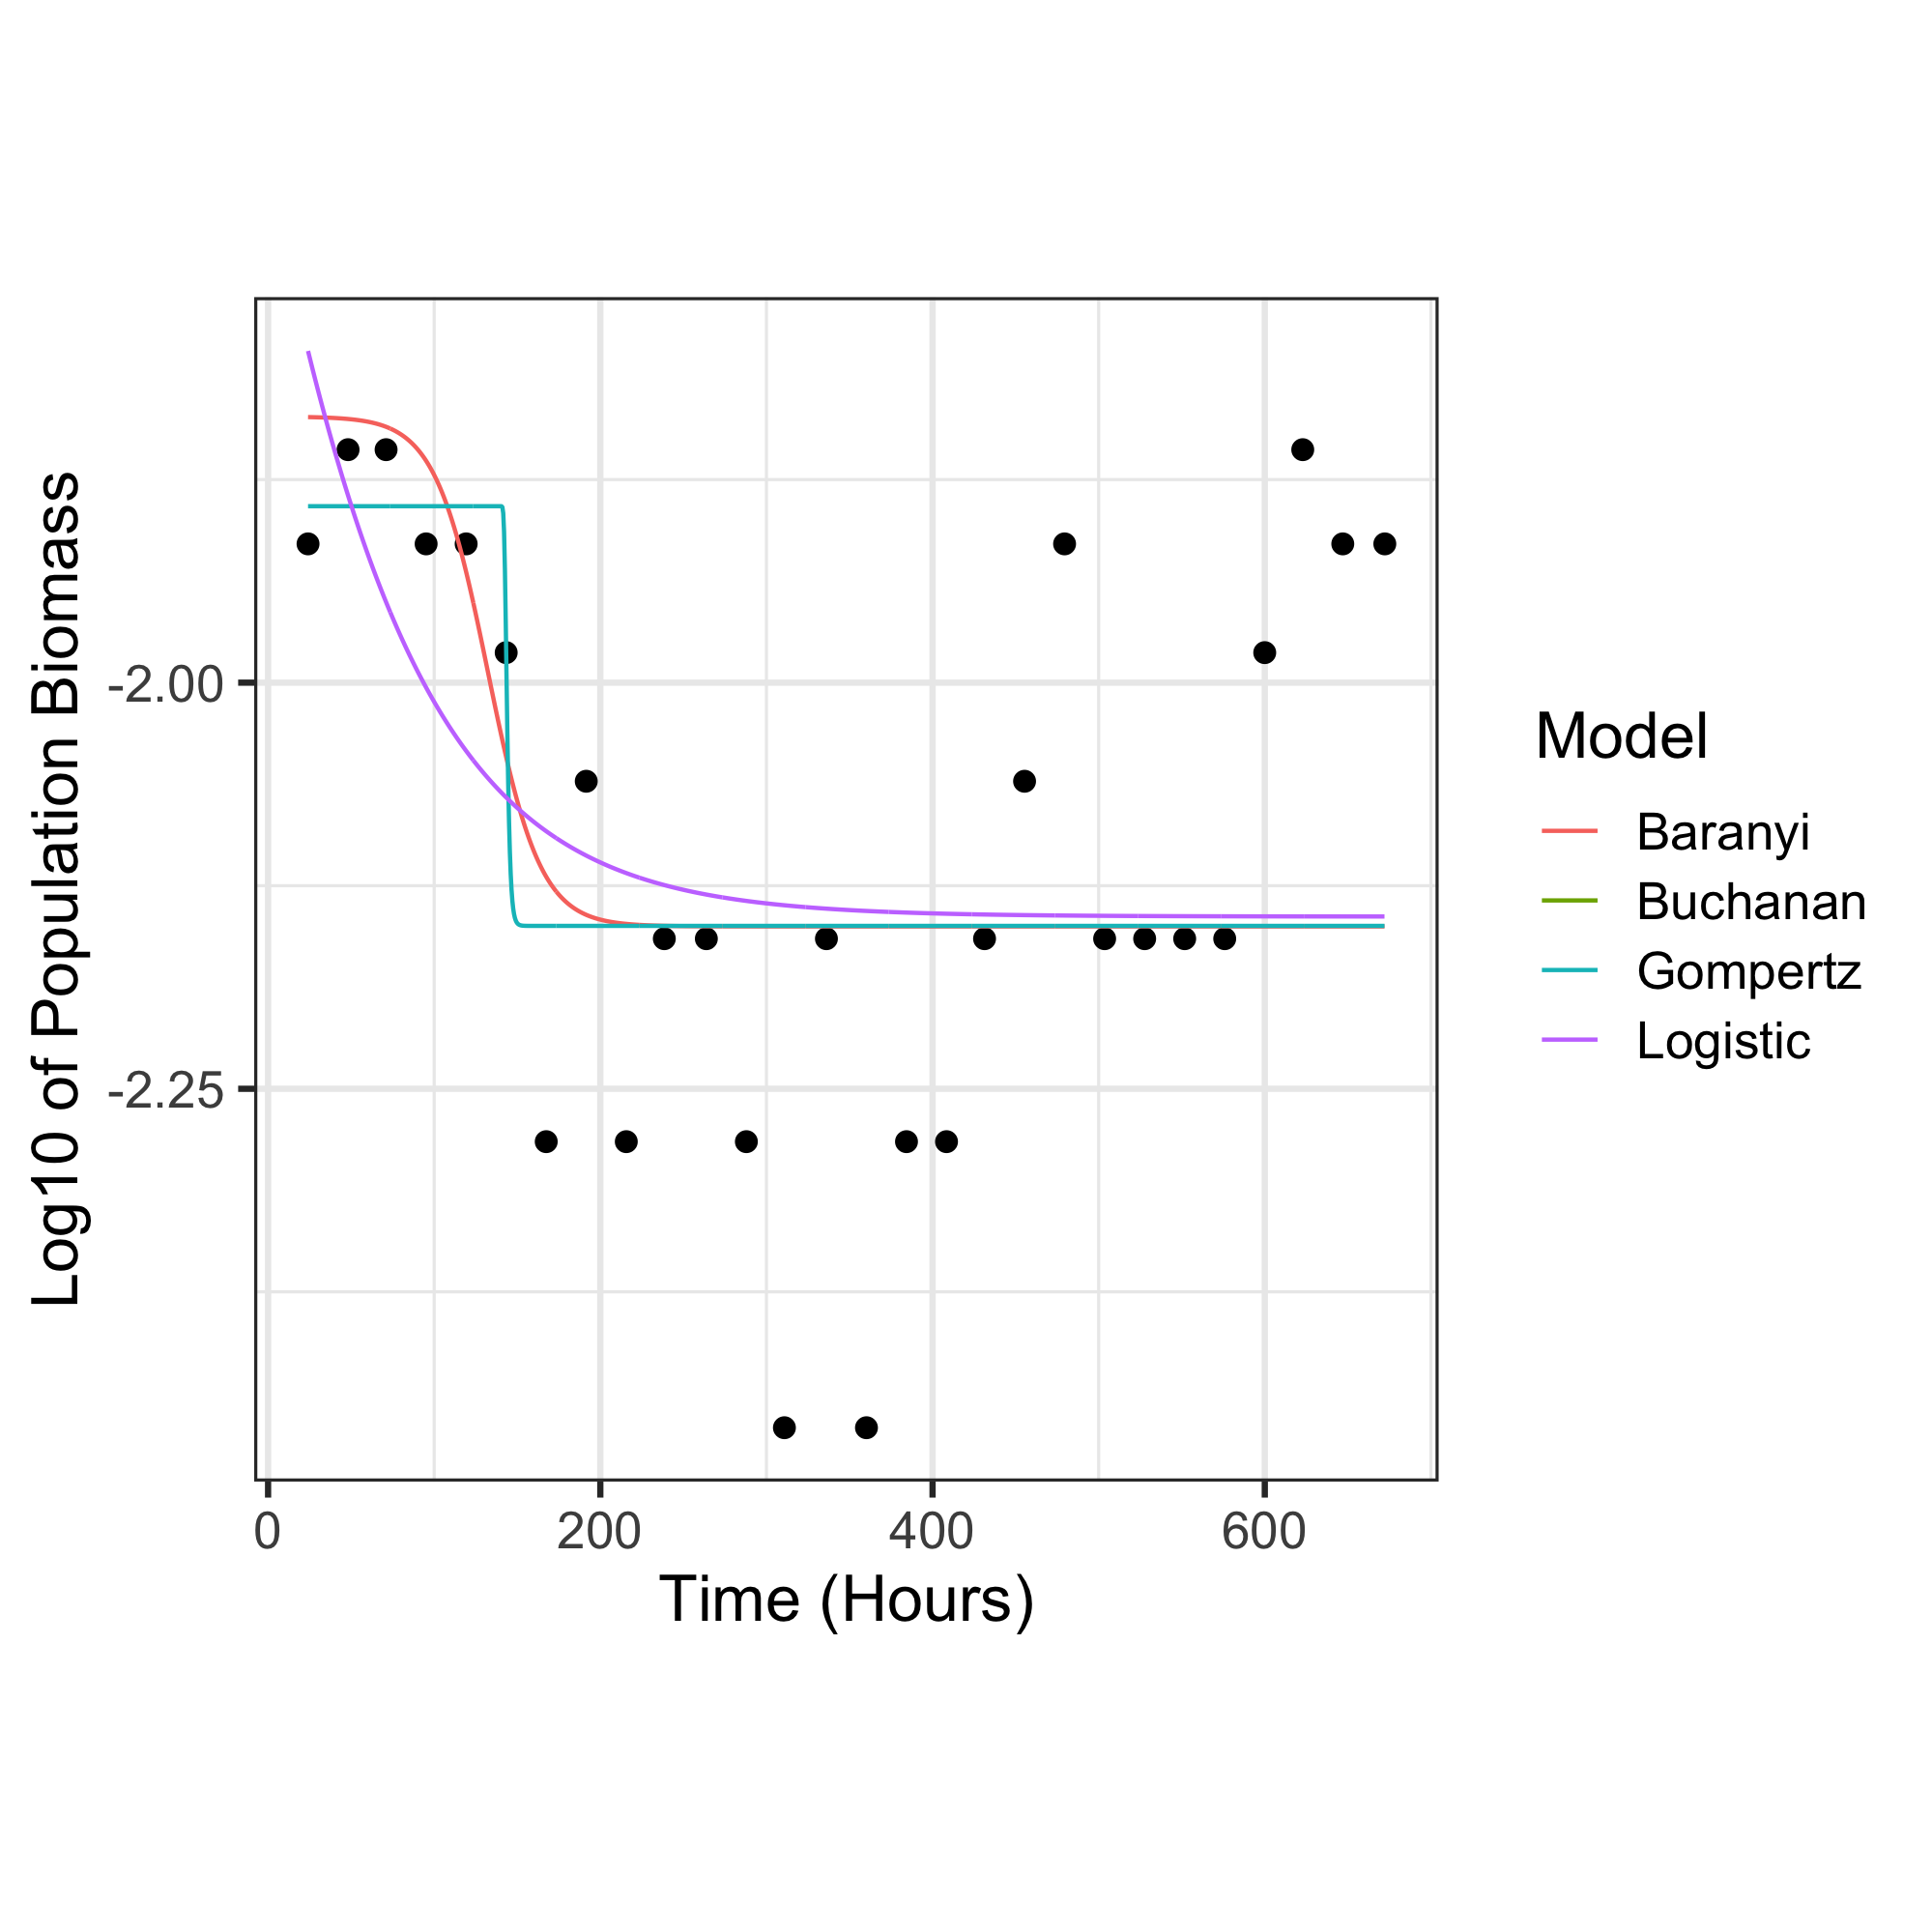 Log10 of Population Biomass
-2.00
-2.25
0 200 400 600
Time (Hours)
Model
Baranyi
Buchanan
Gompertz
Logistic